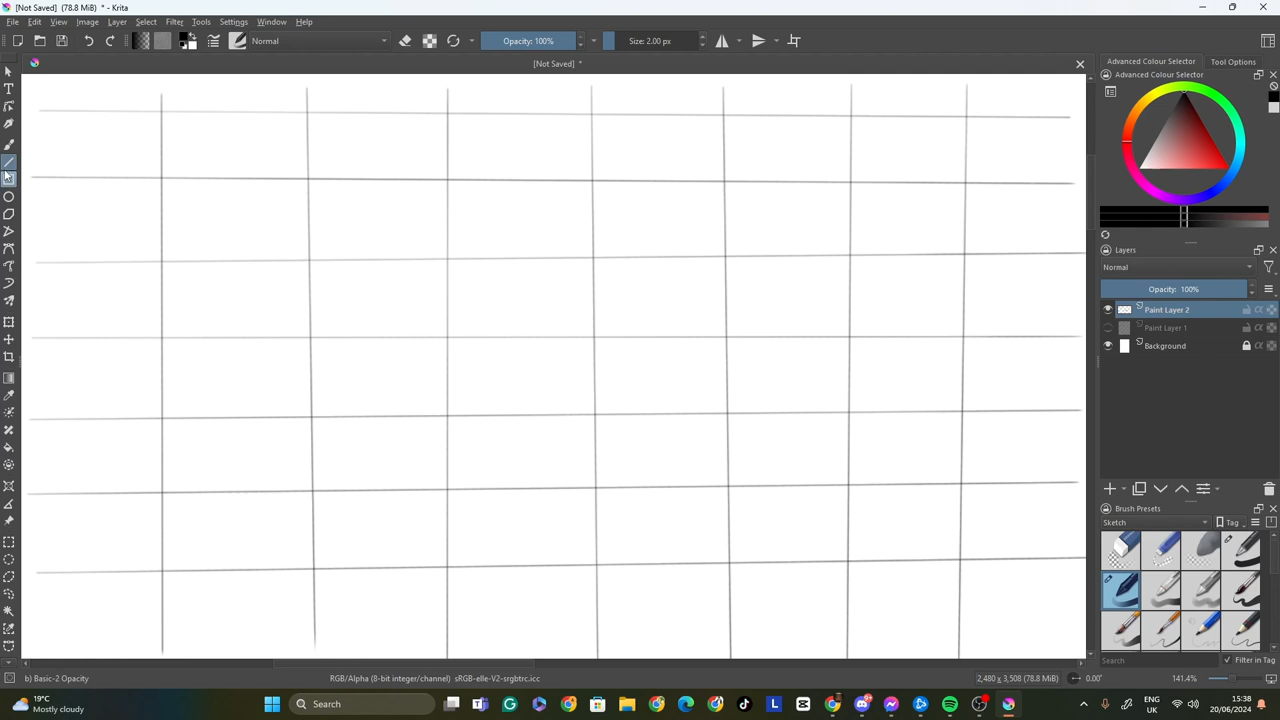 [Not Saved] (78.8 MiB) * - Krita
File Edit View Image Layer Select Filter Tools Settings Window Help
Normal Opacity: 100% Size: 2.00 px
[Not Saved] *
Advanced Colour Selector Tool Options
Advanced Colour Selector
Layers
Normal
Opacity: 100%
Paint Layer 2
Paint Layer 1
Background
Brush Presets
Sketch Tag
Search Filter in Tag
b) Basic-2 Opacity RGB/Alpha (8-bit integer/channel) sRGB-elle-V2-srgbtrc.icc 2,480 x 3,508 (78.8 MiB) 0.00° 141.4%
19°C
Mostly cloudy
Search
ENG
UK
15:38
20/06/2024